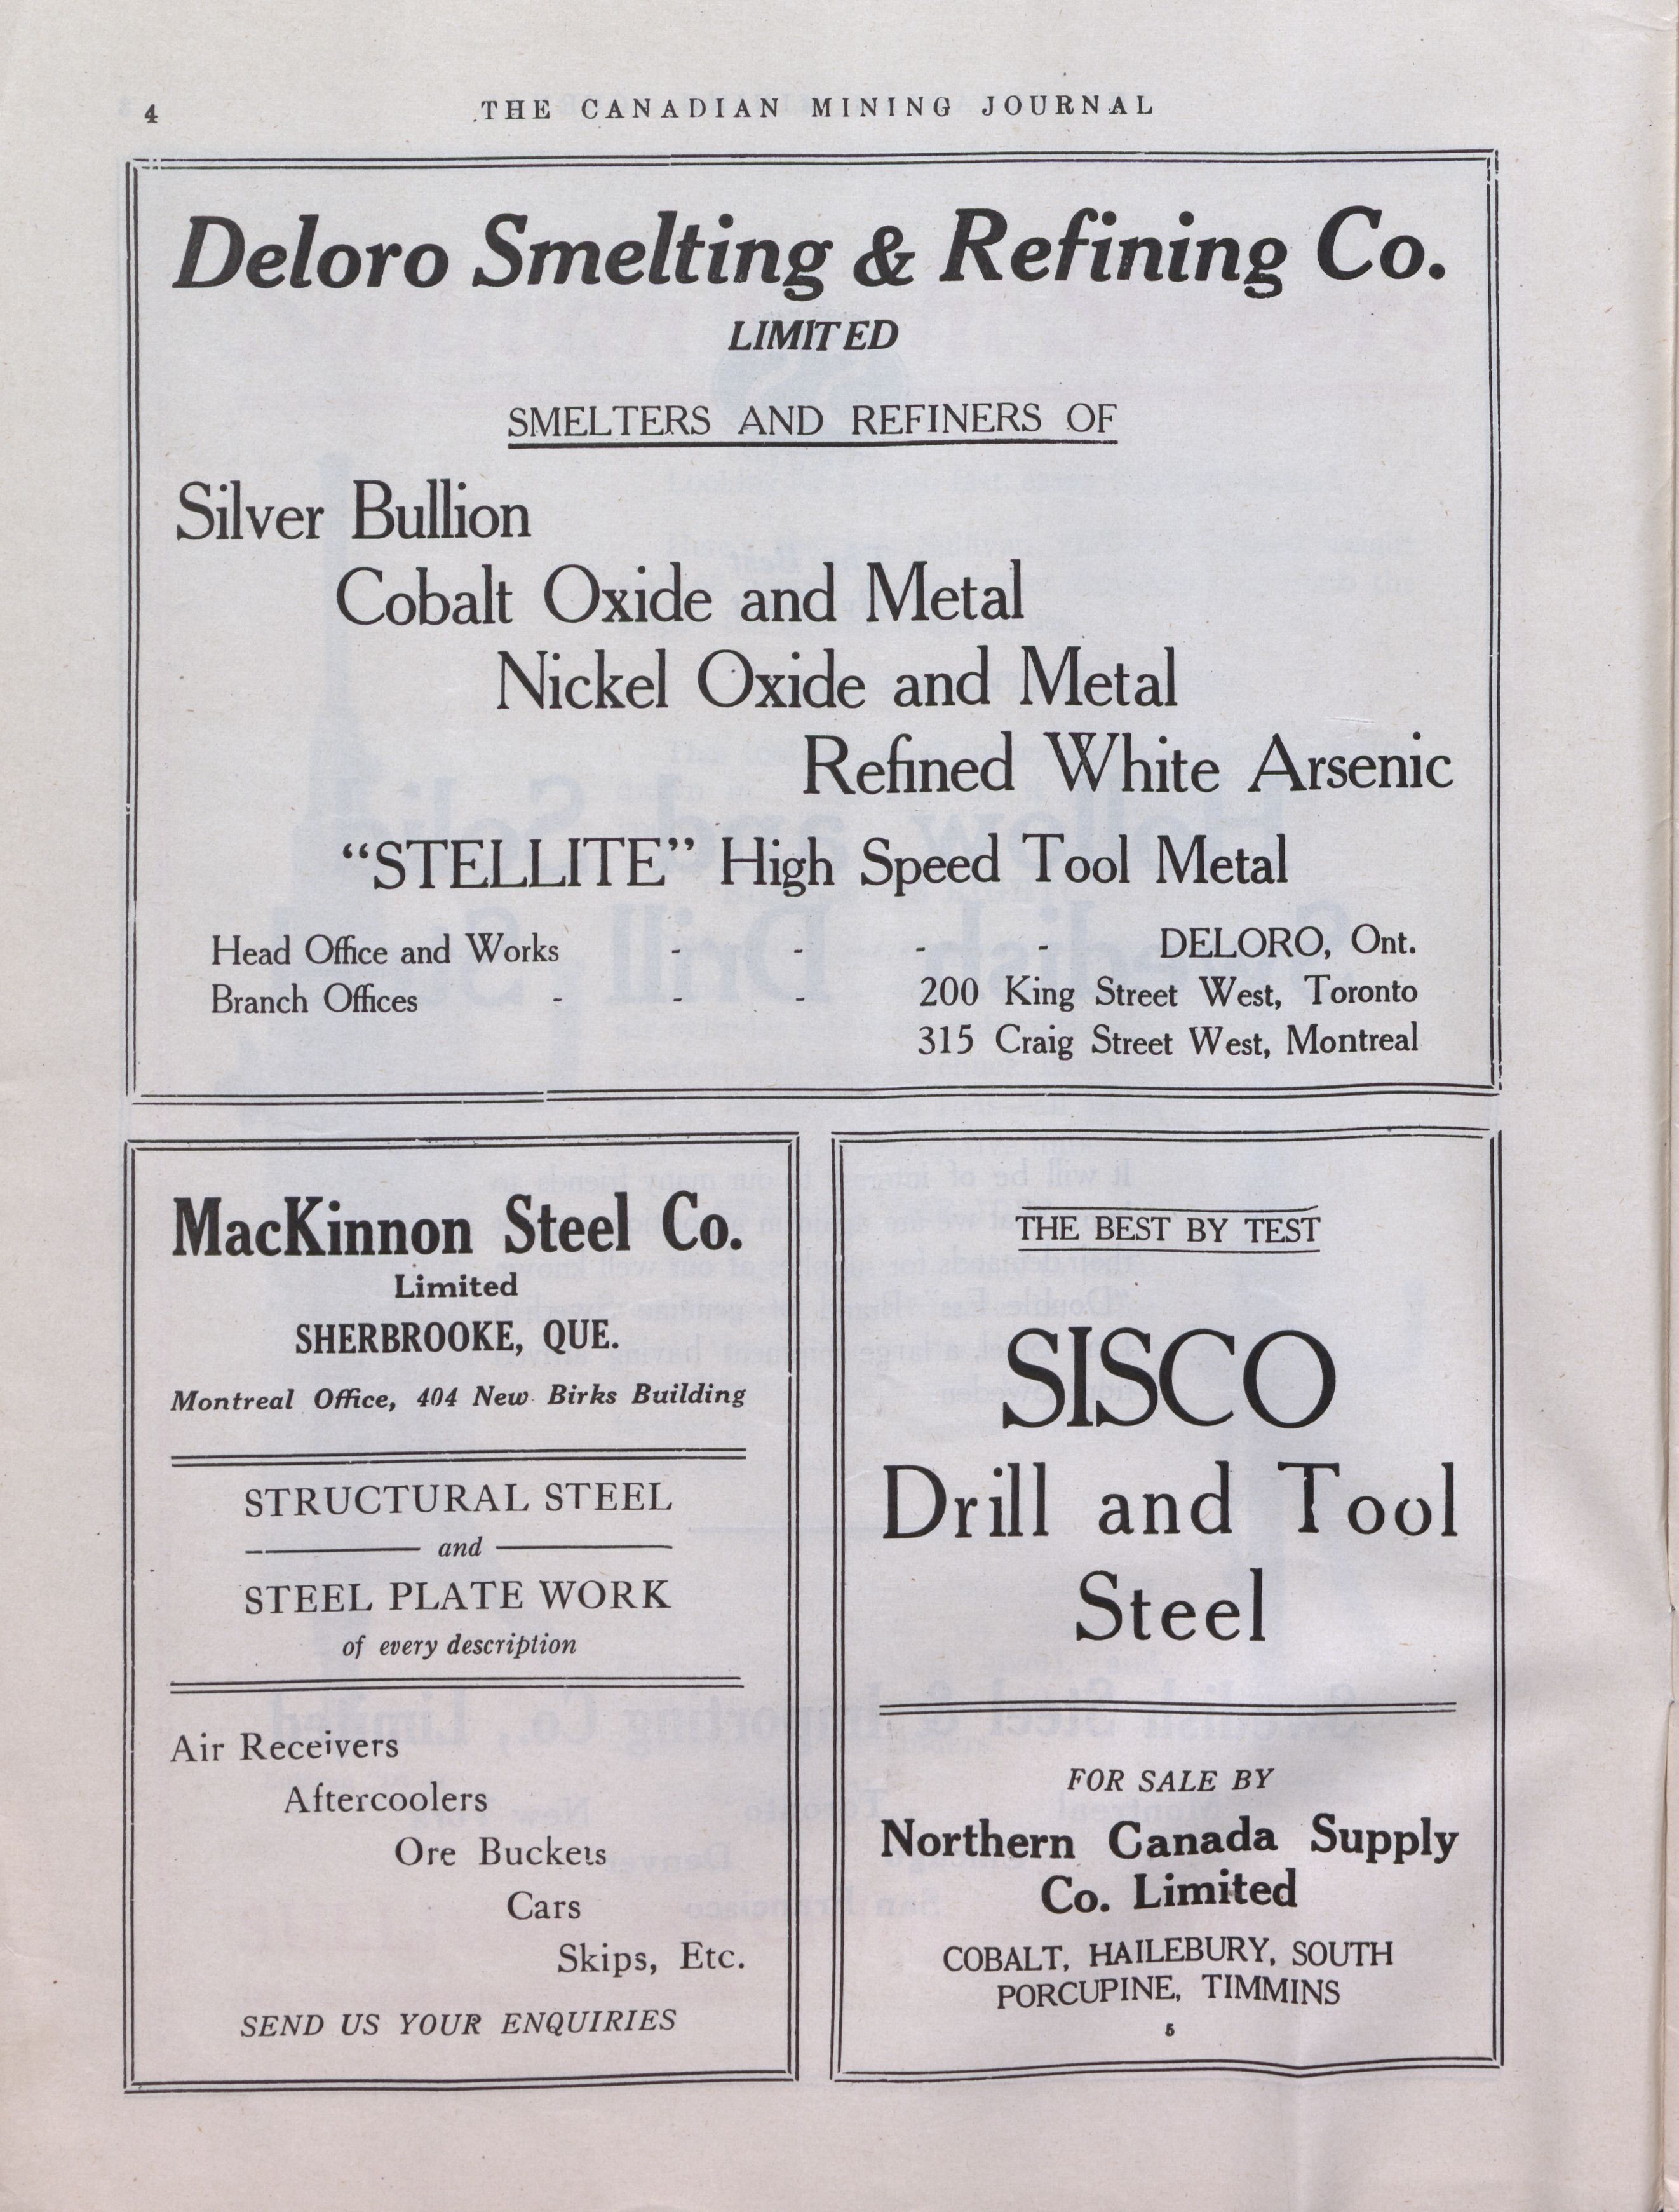 4
THE CANADIAN MINING JOURNAL
Deloro Smelting & Refining Co.
LIMITED
SMELTERS AND REFINERS OF
Silver Bullion
Cobalt Oxide and Metal
Nickel Oxide and Metal
Refined White Arsenic
“STELLITE” High Speed Tool Metal
Head Office and Works - - - - DELORO, Ont.
Branch Offices - - - 200 King Street West, Toronto
315 Craig Street West, Montreal
MacKinnon Steel Co.
Limited
SHERBROOKE, QUE.
Montreal Office, 404 New Birks Building
STRUCTURAL STEEL
and
STEEL PLATE WORK
of every description
Air Receivers
Aftercoolers
Ore Buckets
Cars
Skips, Etc.
SEND US YOUR ENQUIRIES
THE BEST BY TEST
SISCO
Drill and Tool
Steel
FOR SALE BY
Northern Canada Supply
Co. Limited
COBALT, HAILEBURY, SOUTH
PORCUPINE, TIMMINS
5